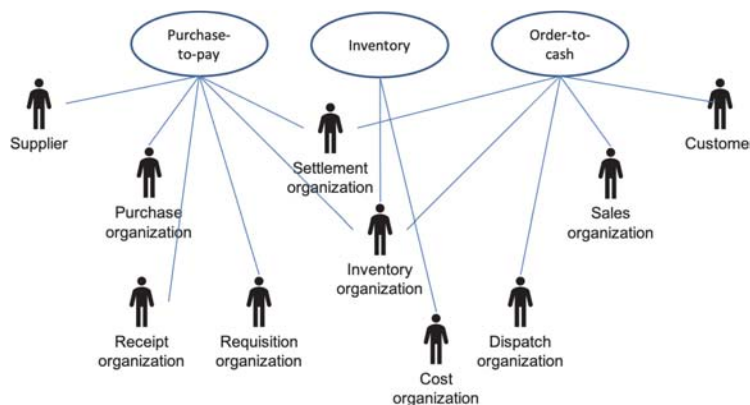 Purchase-
to-pay
Inventory
Order-to-
cash
Supplier
Settlement
organization
Customer
Purchase
organization
Sales
organization
Inventory
organization
Receipt
organization
Requisition
organization
Dispatch
organization
Cost
organization